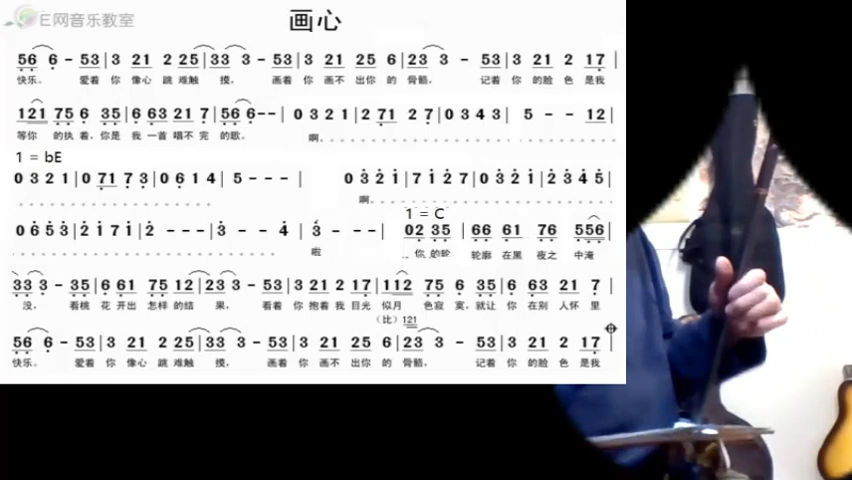 E网音乐教室
画心
56 6 - 53 | 3 21 2 25 | 33 3 - 53 | 3 21 25 6 | 23 3 - 53 | 3 21 2 17 |
快乐。 爱着 你 像心 跳 难触 摸, 画着 你 画不 出你 的 骨骼, 记着 你 的脸 色 是我
121 75 6 35 | 6 63 21 7 | 56 6 - - | 0 3 2 1 | 2 71 2 7 | 0 3 4 3 | 5 - - 12 |
等你 的执 着, 你是 我 一首 唱不 完 的歌。 啊。
1 = bE
0 3 2 1 | 0 71 7 3 | 0 6 1 4 | 5 - - - | 0 3 2 1 | 7 1 2 7 | 0 3 2 1 | 2 3 4 5 |
啊。
1 = C
0 6 5 3 | 2 1 7 1 | 2 - - - | 3 - - 4 | 3 - - - | 02 35 | 66 61 76 556 |
啦 你的轮 轮廓 在黑 夜之 中淹
33 3 - 35 | 6 61 75 12 | 23 3 - 53 | 3 21 2 17 | 112 75 6 35 | 6 63 21 7 |
没, 看桃 花 开出 怎样 的结 果, 看着 你 抱着 我 目光 似月 色寂 寞, 就让 你 在别 人怀 里
(比) 121
56 6 - 53 | 3 21 2 25 | 33 3 - 53 | 3 21 25 6 | 23 3 - 53 | 3 21 2 17 |
快乐。 爱着 你 像心 跳 难触 摸, 画着 你 画不 出你 的 骨骼, 记着 你 的脸 色 是我